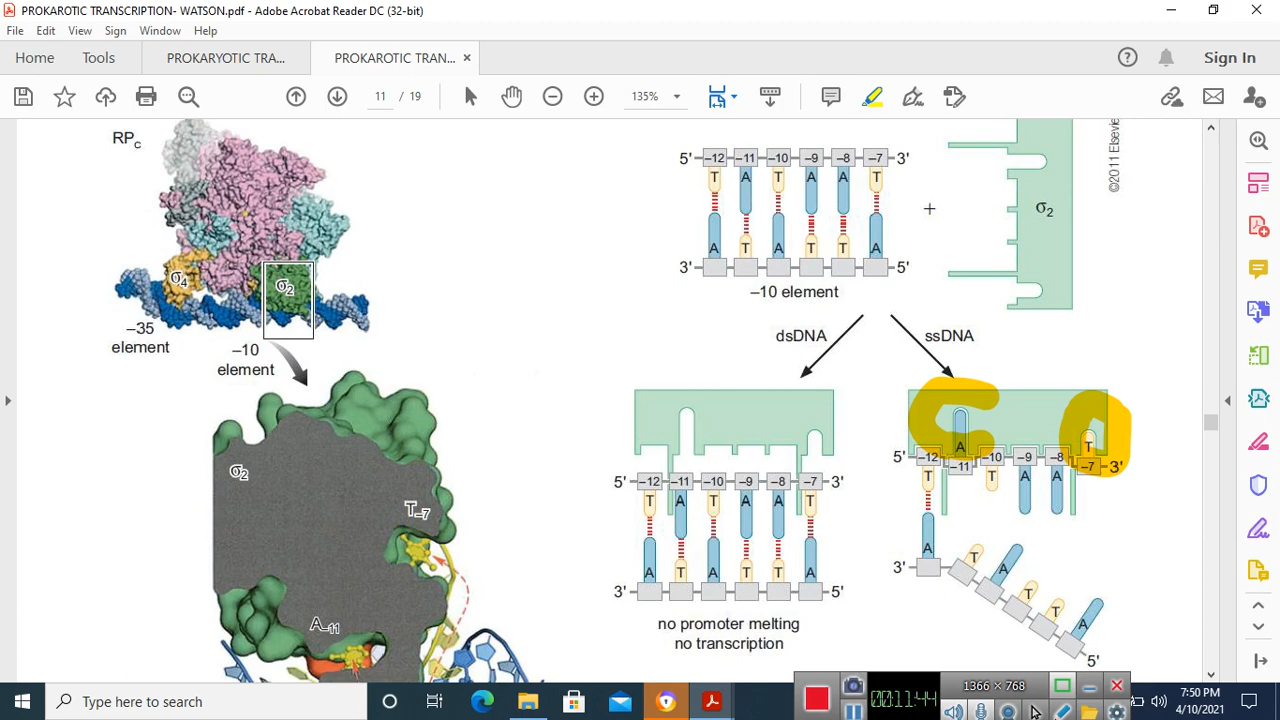 PROKAROTIC TRANSCRIPTION- WATSON.pdf - Adobe Acrobat Reader DC (32-bit)
File Edit View Sign Window Help
Home Tools PROKARYOTIC TRA... PROKAROTIC TRAN... × Sign In
11 / 19 135%
RPc
σ4
σ2
–35
element
–10
element
σ2
T–7
A–11
5' –12 –11 –10 –9 –8 –7 3'
T A T A A T
A T A T T A
3' 5'
–10 element
+
σ2
©2011 Elsevier
dsDNA
ssDNA
5' –12 –11 –10 –9 –8 –7 3'
T A T A A T
A T A T T A
3' 5'
no promoter melting
no transcription
A T
5' –12 –11 –10 –9 –8 –7 3'
T T A A
A T A T T A
3' 5'
1366 × 768
00:11:44
Type here to search
7:50 PM
4/10/2021